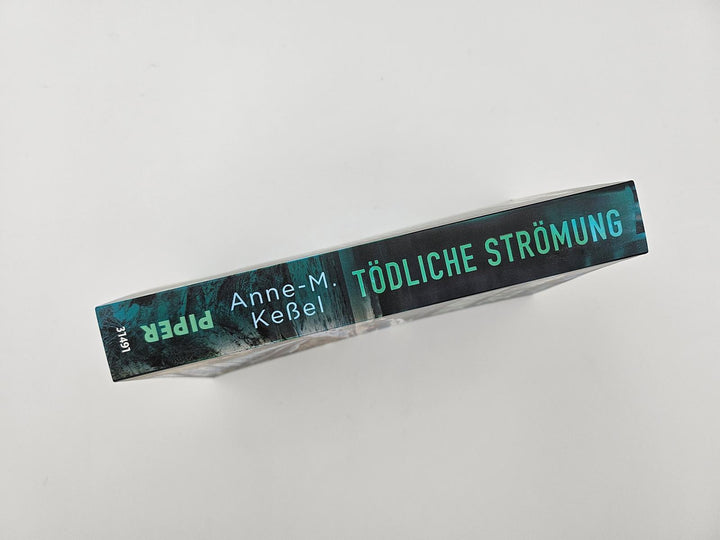 Anne-M.
Keßel
TÖDLICHE STRÖMUNG
PIPER
31491